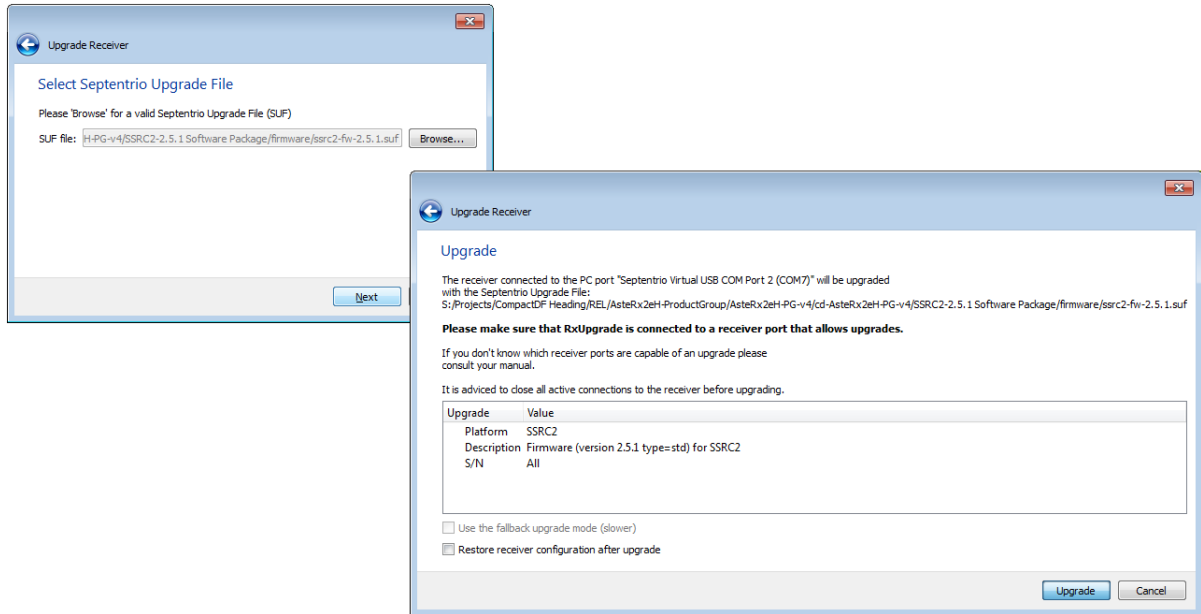 Upgrade Receiver
Select Septentrio Upgrade File
Please 'Browse' for a valid Septentrio Upgrade File (SUF)
SUF file: H-PG-v4/SSRC2-2.5.1 Software Package/firmware/ssrc2-fw-2.5.1.suf Browse...
Next
Upgrade Receiver
Upgrade
The receiver connected to the PC port "Septentrio Virtual USB COM Port 2 (COM7)" will be upgraded
with the Septentrio Upgrade File:
S:/Projects/CompactDF Heading/REL/AsteRx2eH-ProductGroup/AsteRx2eH-PG-v4/cd-AsteRx2eH-PG-v4/SSRC2-2.5.1 Software Package/firmware/ssrc2-fw-2.5.1.suf
Please make sure that RxUpgrade is connected to a receiver port that allows upgrades.
If you don't know which receiver ports are capable of an upgrade please
consult your manual.
It is adviced to close all active connections to the receiver before upgrading.
Upgrade Value
Platform SSRC2
Description Firmware (version 2.5.1 type=std) for SSRC2
S/N All
Use the fallback upgrade mode (slower)
Restore receiver configuration after upgrade
Upgrade Cancel